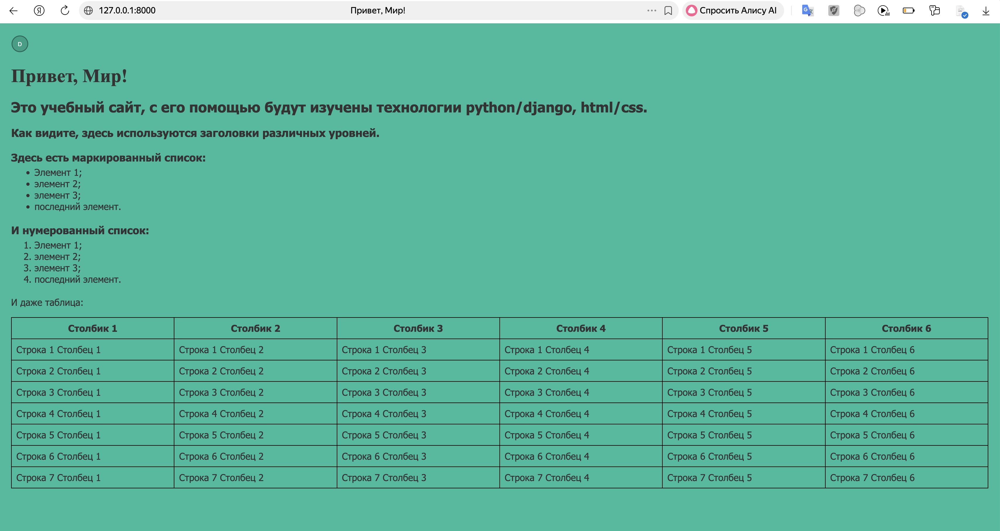 127.0.0.1:8000 Привет, Мир! Спросить Алису AI
D
Привет, Мир!
Это учебный сайт, с его помощью будут изучены технологии python/django, html/css.
Как видите, здесь используются заголовки различных уровней.
Здесь есть маркированный список:
• Элемент 1;
• элемент 2;
• элемент 3;
• последний элемент.
И нумерованный список:
1. Элемент 1;
2. элемент 2;
3. элемент 3;
4. последний элемент.
И даже таблица:
Столбик 1 Столбик 2 Столбик 3 Столбик 4 Столбик 5 Столбик 6
Строка 1 Столбец 1 Строка 1 Столбец 2 Строка 1 Столбец 3 Строка 1 Столбец 4 Строка 1 Столбец 5 Строка 1 Столбец 6
Строка 2 Столбец 1 Строка 2 Столбец 2 Строка 2 Столбец 3 Строка 2 Столбец 4 Строка 2 Столбец 5 Строка 2 Столбец 6
Строка 3 Столбец 1 Строка 3 Столбец 2 Строка 3 Столбец 3 Строка 3 Столбец 4 Строка 3 Столбец 5 Строка 3 Столбец 6
Строка 4 Столбец 1 Строка 4 Столбец 2 Строка 4 Столбец 3 Строка 4 Столбец 4 Строка 4 Столбец 5 Строка 4 Столбец 6
Строка 5 Столбец 1 Строка 5 Столбец 2 Строка 5 Столбец 3 Строка 5 Столбец 4 Строка 5 Столбец 5 Строка 5 Столбец 6
Строка 6 Столбец 1 Строка 6 Столбец 2 Строка 6 Столбец 3 Строка 6 Столбец 4 Строка 6 Столбец 5 Строка 6 Столбец 6
Строка 7 Столбец 1 Строка 7 Столбец 2 Строка 7 Столбец 3 Строка 7 Столбец 4 Строка 7 Столбец 5 Строка 7 Столбец 6